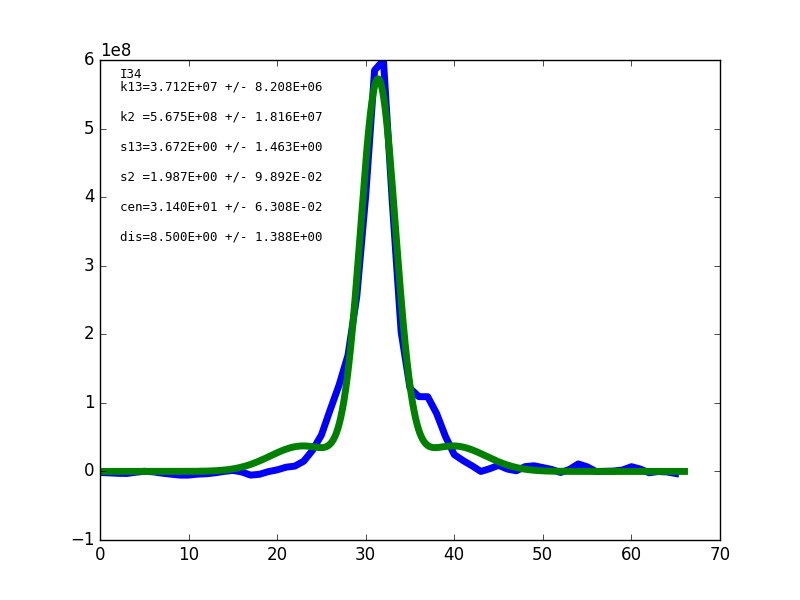 1e8
I34
k13=3.712E+07 +/- 8.208E+06
k2 =5.675E+08 +/- 1.816E+07
s13=3.672E+00 +/- 1.463E+00
s2 =1.987E+00 +/- 9.892E-02
cen=3.140E+01 +/- 6.308E-02
dis=8.500E+00 +/- 1.388E+00
6
5
4
3
2
1
0
−1
0 10 20 30 40 50 60 70